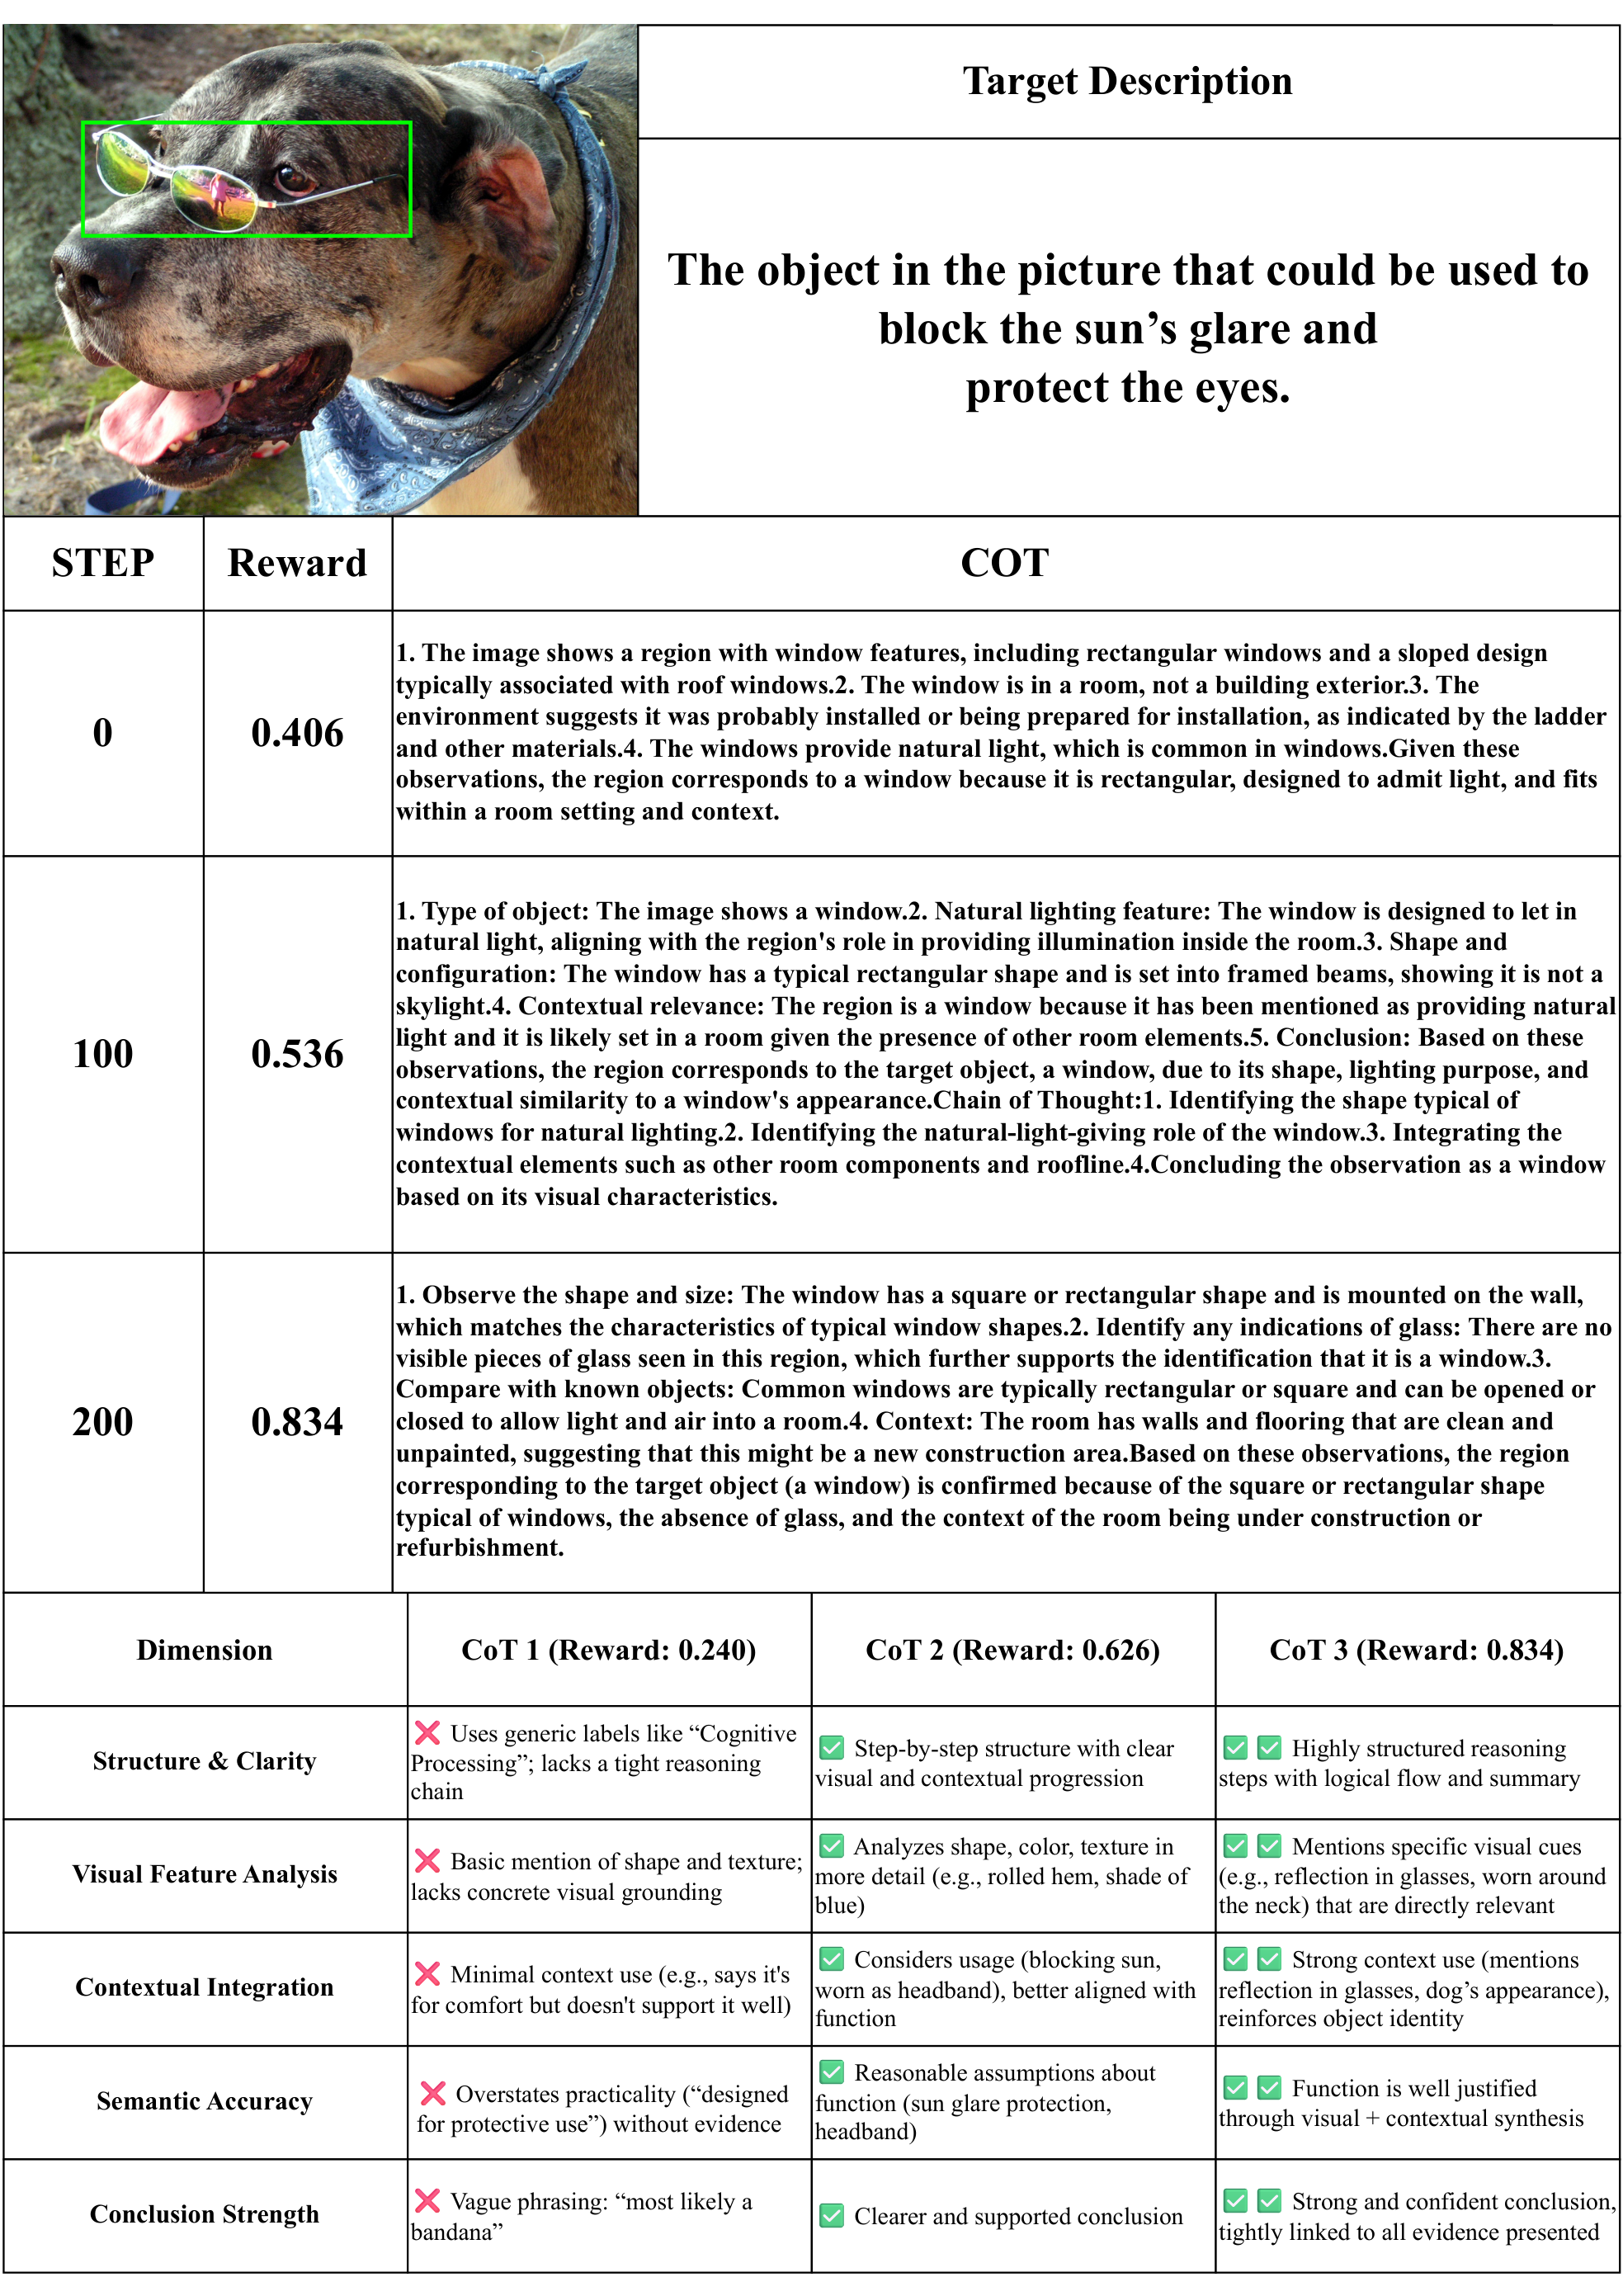 Target Description
The object in the picture that could be used to
block the sun’s glare and
protect the eyes.
STEP
Reward
COT
0
0.406
1. The image shows a region with window features, including rectangular windows and a sloped design
typically associated with roof windows.2. The window is in a room, not a building exterior.3. The
environment suggests it was probably installed or being prepared for installation, as indicated by the ladder
and other materials.4. The windows provide natural light, which is common in windows.Given these
observations, the region corresponds to a window because it is rectangular, designed to admit light, and fits
within a room setting and context.
100
0.536
1. Type of object: The image shows a window.2. Natural lighting feature: The window is designed to let in
natural light, aligning with the region's role in providing illumination inside the room.3. Shape and
configuration: The window has a typical rectangular shape and is set into framed beams, showing it is not a
skylight.4. Contextual relevance: The region is a window because it has been mentioned as providing natural
light and it is likely set in a room given the presence of other room elements.5. Conclusion: Based on these
observations, the region corresponds to the target object, a window, due to its shape, lighting purpose, and
contextual similarity to a window's appearance.Chain of Thought:1. Identifying the shape typical of
windows for natural lighting.2. Identifying the natural-light-giving role of the window.3. Integrating the
contextual elements such as other room components and roofline.4.Concluding the observation as a window
based on its visual characteristics.
200
0.834
1. Observe the shape and size: The window has a square or rectangular shape and is mounted on the wall,
which matches the characteristics of typical window shapes.2. Identify any indications of glass: There are no
visible pieces of glass seen in this region, which further supports the identification that it is a window.3.
Compare with known objects: Common windows are typically rectangular or square and can be opened or
closed to allow light and air into a room.4. Context: The room has walls and flooring that are clean and
unpainted, suggesting that this might be a new construction area.Based on these observations, the region
corresponding to the target object (a window) is confirmed because of the square or rectangular shape
typical of windows, the absence of glass, and the context of the room being under construction or
refurbishment.
Dimension
CoT 1 (Reward: 0.240)
CoT 2 (Reward: 0.626)
CoT 3 (Reward: 0.834)
Structure & Clarity
❌ Uses generic labels like “Cognitive
Processing”; lacks a tight reasoning
chain
✅ Step-by-step structure with clear
visual and contextual progression
✅ ✅ Highly structured reasoning
steps with logical flow and summary
Visual Feature Analysis
❌ Basic mention of shape and texture;
lacks concrete visual grounding
✅ Analyzes shape, color, texture in
more detail (e.g., rolled hem, shade of
blue)
✅ ✅ Mentions specific visual cues
(e.g., reflection in glasses, worn around
the neck) that are directly relevant
Contextual Integration
❌ Minimal context use (e.g., says it's
for comfort but doesn't support it well)
✅ Considers usage (blocking sun,
worn as headband), better aligned with
function
✅ ✅ Strong context use (mentions
reflection in glasses, dog’s appearance),
reinforces object identity
Semantic Accuracy
❌ Overstates practicality (“designed
for protective use”) without evidence
✅ Reasonable assumptions about
function (sun glare protection,
headband)
✅ ✅ Function is well justified
through visual + contextual synthesis
Conclusion Strength
❌ Vague phrasing: “most likely a
bandana”
✅ Clearer and supported conclusion
✅ ✅ Strong and confident conclusion,
tightly linked to all evidence presented